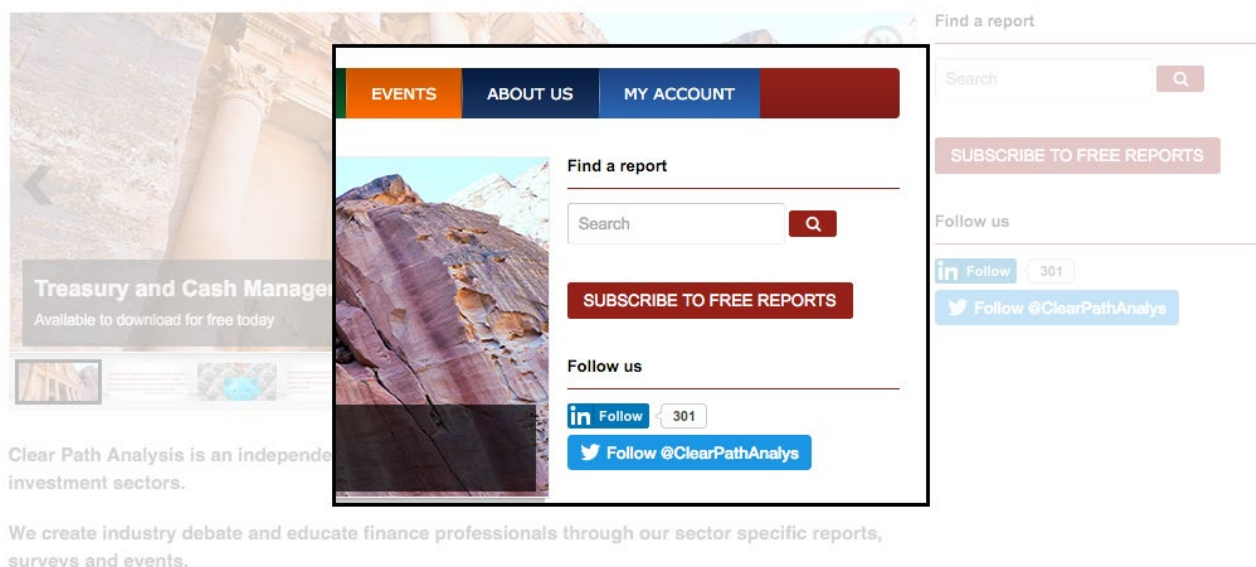 Find a report
Search
SUBSCRIBE TO FREE REPORTS
Follow us
in Follow 301
Follow @ClearPathAnalys
Treasury and Cash Manage
Available to download for free today
EVENTS ABOUT US MY ACCOUNT
Find a report
Search
SUBSCRIBE TO FREE REPORTS
Follow us
in Follow 301
Follow @ClearPathAnalys
Clear Path Analysis is an independe
investment sectors.
We create industry debate and educate finance professionals through our sector specific reports,
surveys and events.